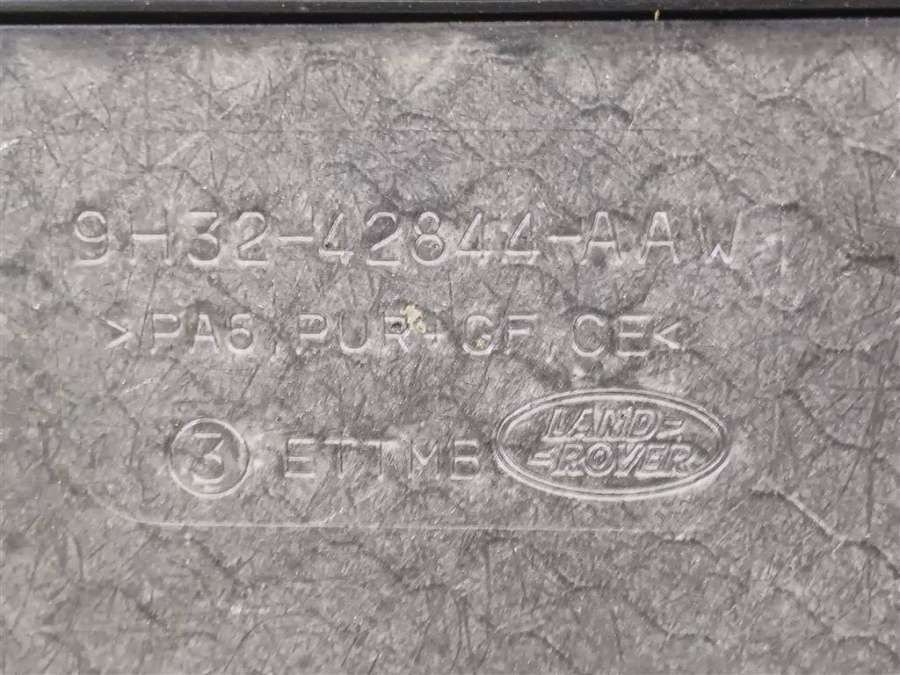 9H32-42844-AAW
>PA6,PUR+GF,CE<
3 ETTMB LAND-
-ROVER